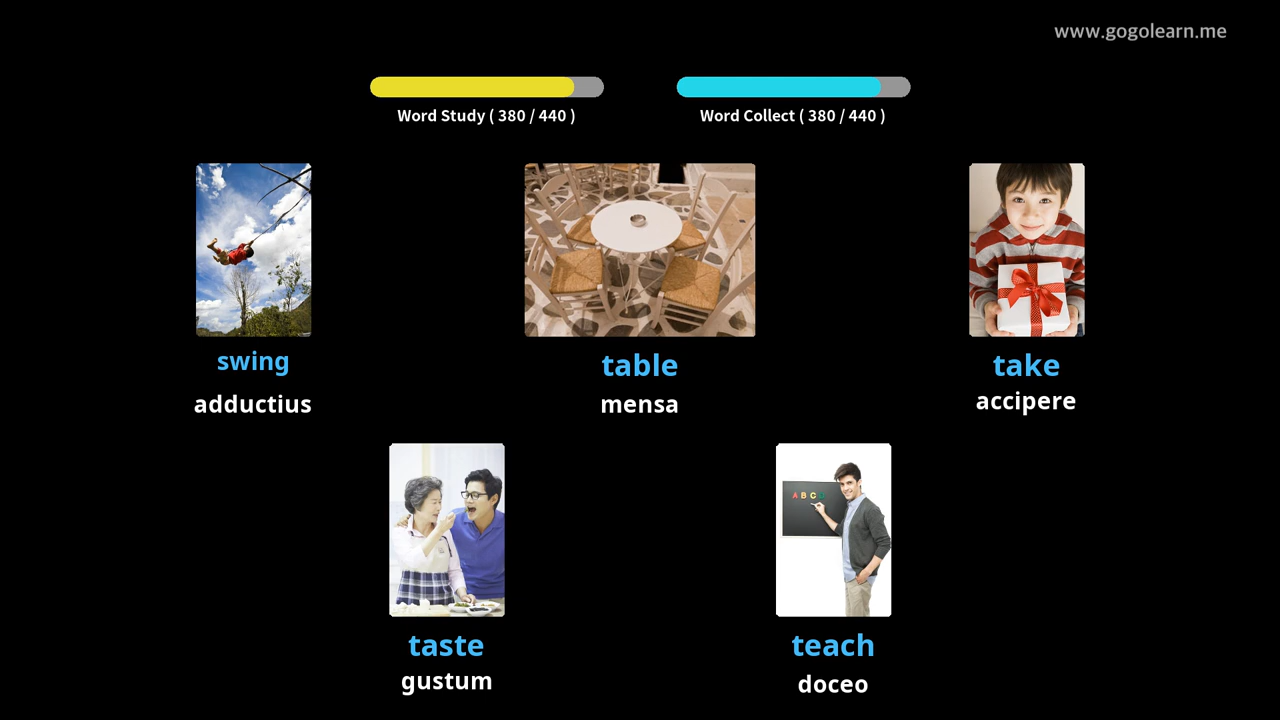 www.gogolearn.me
Word Study ( 380 / 440 )
Word Collect ( 380 / 440 )
swing
adductius
table
mensa
take
accipere
A B C D
taste
gustum
teach
doceo